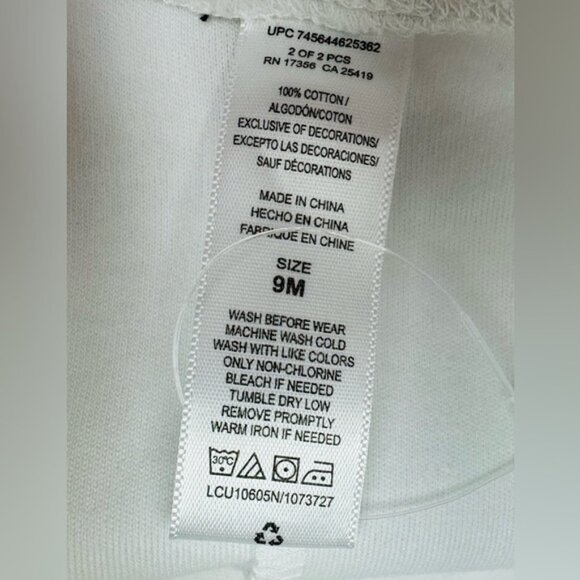 UPC 745644625362
2 OF 2 PCS
RN 17356 CA 25419
100% COTTON/
ALGODÓN/COTON
EXCLUSIVE OF DECORATIONS/
EXCEPTO LAS DECORACIONES/
SAUF DÉCORATIONS
MADE IN CHINA
HECHO EN CHINA
FABRIQUE EN CHINE
SIZE
9M
WASH BEFORE WEAR
MACHINE WASH COLD
WASH WITH LIKE COLORS
ONLY NON-CHLORINE
BLEACH IF NEEDED
TUMBLE DRY LOW
REMOVE PROMPTLY
WARM IRON IF NEEDED
30°C
LCU10605N/1073727